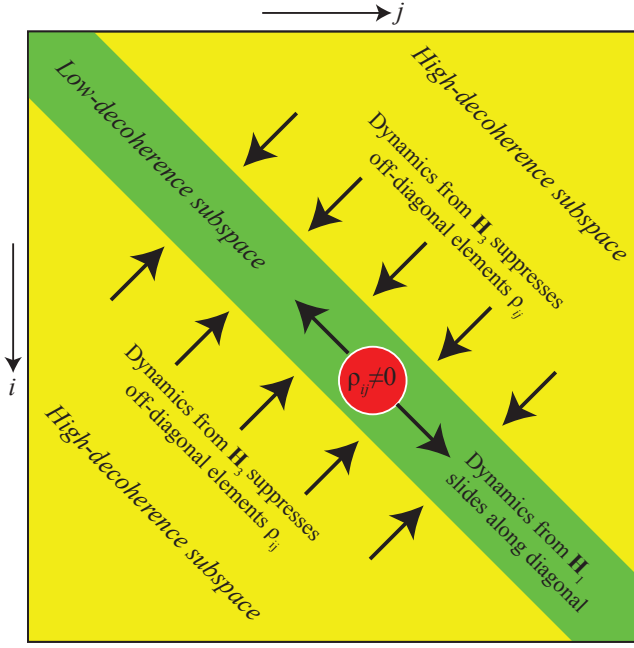 j
High-decoherence subspace
Low-decoherence subspace
Dynamics from H₃ suppresses
off-diagonal elements ρᵢⱼ
i
ρᵢⱼ≠0
Dynamics from H₃ suppresses
off-diagonal elements ρᵢⱼ
High-decoherence subspace
Dynamics from H₁
slides along diagonal